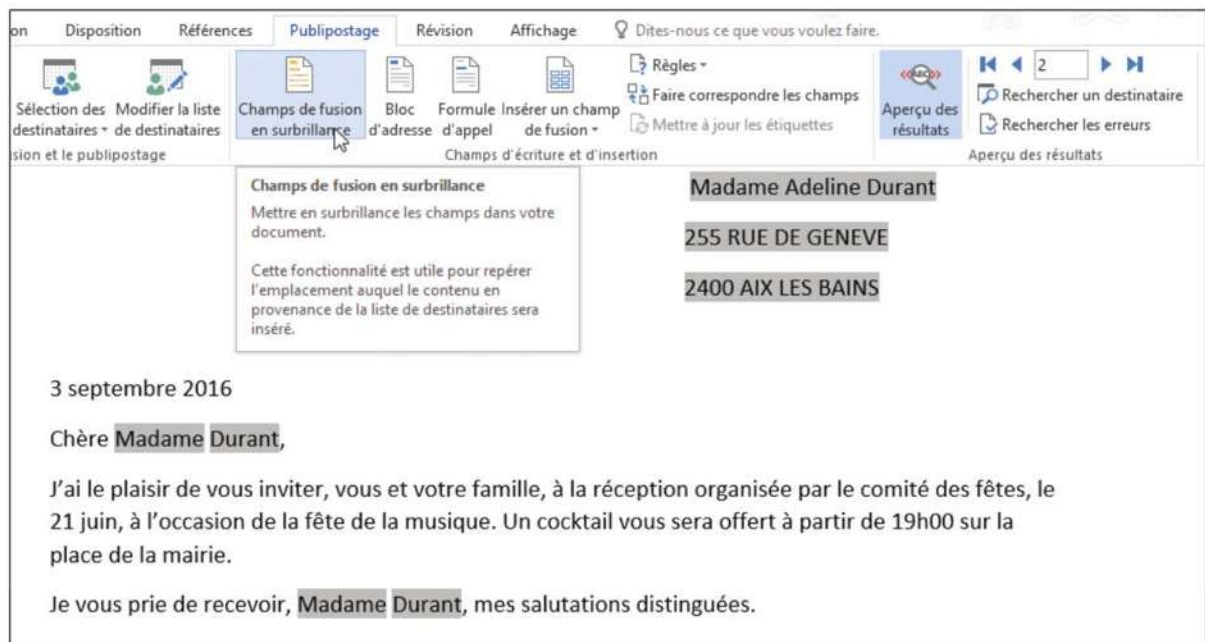 on Disposition Références Publipostage Révision Affichage Dites-nous ce que vous voulez faire.
Sélection des destinataires
Modifier la liste de destinataires
sion et le publipostage
Champs de fusion en surbrillance
Bloc d'adresse
Formule d'appel
Insérer un champ de fusion
Règles
Faire correspondre les champs
Mettre à jour les étiquettes
Champs d'écriture et d'insertion
«ABC»
Aperçu des résultats
2
Rechercher un destinataire
Rechercher les erreurs
Aperçu des résultats
Champs de fusion en surbrillance
Mettre en surbrillance les champs dans votre
document.
Cette fonctionnalité est utile pour repérer
l'emplacement auquel le contenu en
provenance de la liste de destinataires sera
inséré.
Madame Adeline Durant
255 RUE DE GENEVE
2400 AIX LES BAINS
3 septembre 2016
Chère Madame Durant,
J'ai le plaisir de vous inviter, vous et votre famille, à la réception organisée par le comité des fêtes, le
21 juin, à l'occasion de la fête de la musique. Un cocktail vous sera offert à partir de 19h00 sur la
place de la mairie.
Je vous prie de recevoir, Madame Durant, mes salutations distinguées.